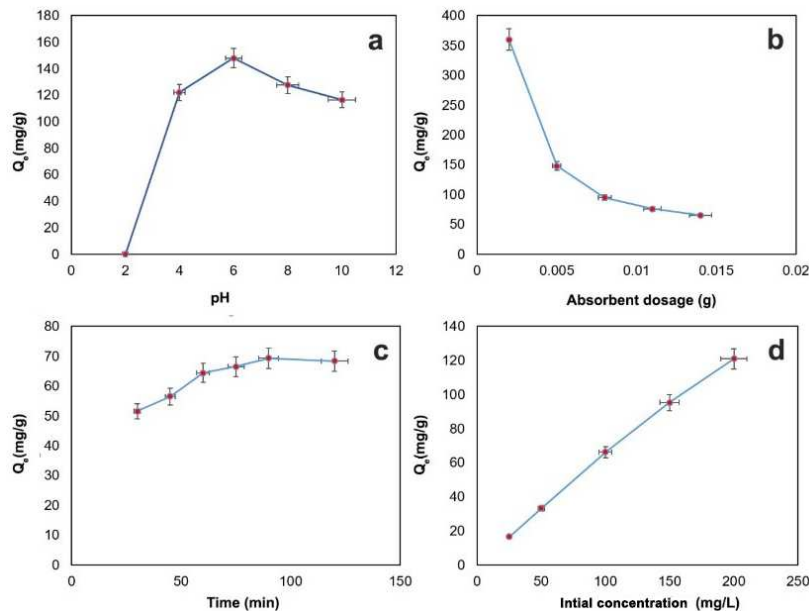 a
180
160
140
120
100
80
60
40
20
0
Qe(mg/g)
0 2 4 6 8 10 12
pH
b
400
350
300
250
200
150
100
50
0
Qe(mg/g)
0 0.005 0.01 0.015 0.02
Absorbent dosage (g)
c
80
70
60
50
40
30
20
10
0
Qe(mg/g)
50 100 150
Time (min)
d
140
120
100
80
60
40
20
0
Qe(mg/g)
0 50 100 150 200 250
Intial concentration (mg/L)